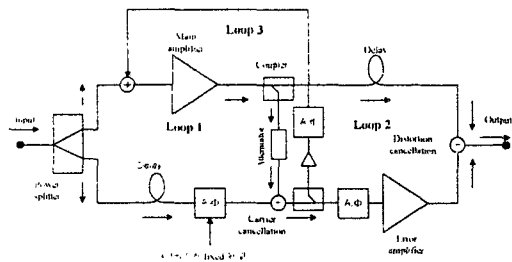 Loop 3
Main
amplifier
Delay
Coupler
Input
Loop 1
Attenuator
Loop 2
Output
Distortion
cancellation
Delay
Power
splitter
Carrier
cancellation
Error
amplifier